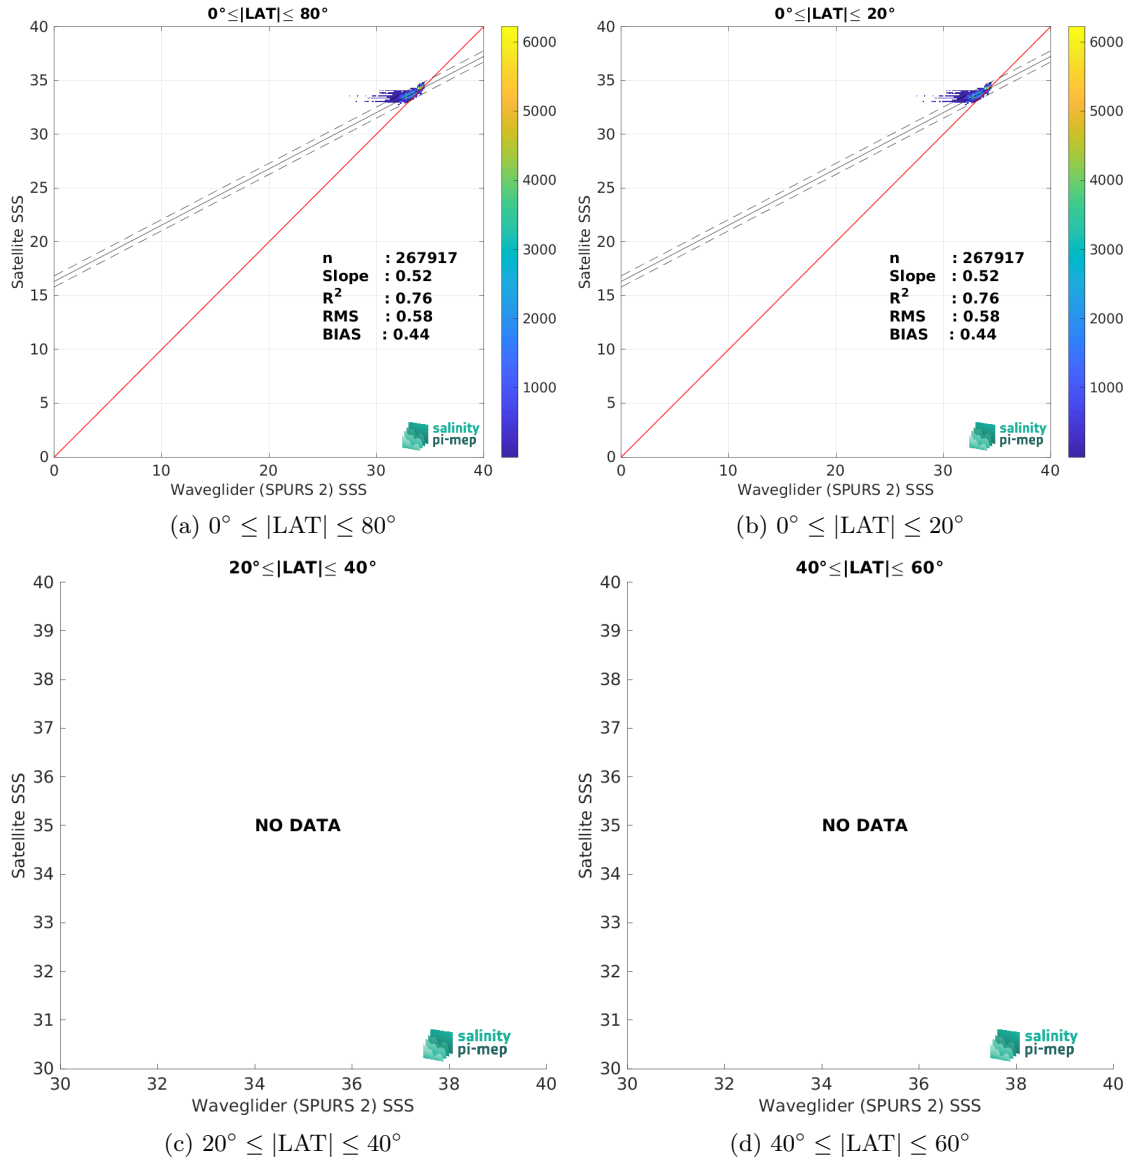 0°≤|LAT|≤ 80°
40
35
30
25
20
15
10
5
0
0
10
20
30
40
Satellite SSS
Waveglider (SPURS 2) SSS
n : 267917
Slope : 0.52
R² : 0.76
RMS : 0.58
BIAS : 0.44
salinity
pi-mep
6000
5000
4000
3000
2000
1000
(a) 0° ≤ |LAT| ≤ 80°
0°≤|LAT|≤ 20°
40
35
30
25
20
15
10
5
0
0
10
20
30
40
Satellite SSS
Waveglider (SPURS 2) SSS
n : 267917
Slope : 0.52
R² : 0.76
RMS : 0.58
BIAS : 0.44
salinity
pi-mep
6000
5000
4000
3000
2000
1000
(b) 0° ≤ |LAT| ≤ 20°
20°≤|LAT|≤ 40°
40
39
38
37
36
35
34
33
32
31
30
30
32
34
36
38
40
Satellite SSS
NO DATA
salinity
pi-mep
Waveglider (SPURS 2) SSS
(c) 20° ≤ |LAT| ≤ 40°
40°≤|LAT|≤ 60°
40
39
38
37
36
35
34
33
32
31
30
30
32
34
36
38
40
Satellite SSS
NO DATA
salinity
pi-mep
Waveglider (SPURS 2) SSS
(d) 40° ≤ |LAT| ≤ 60°